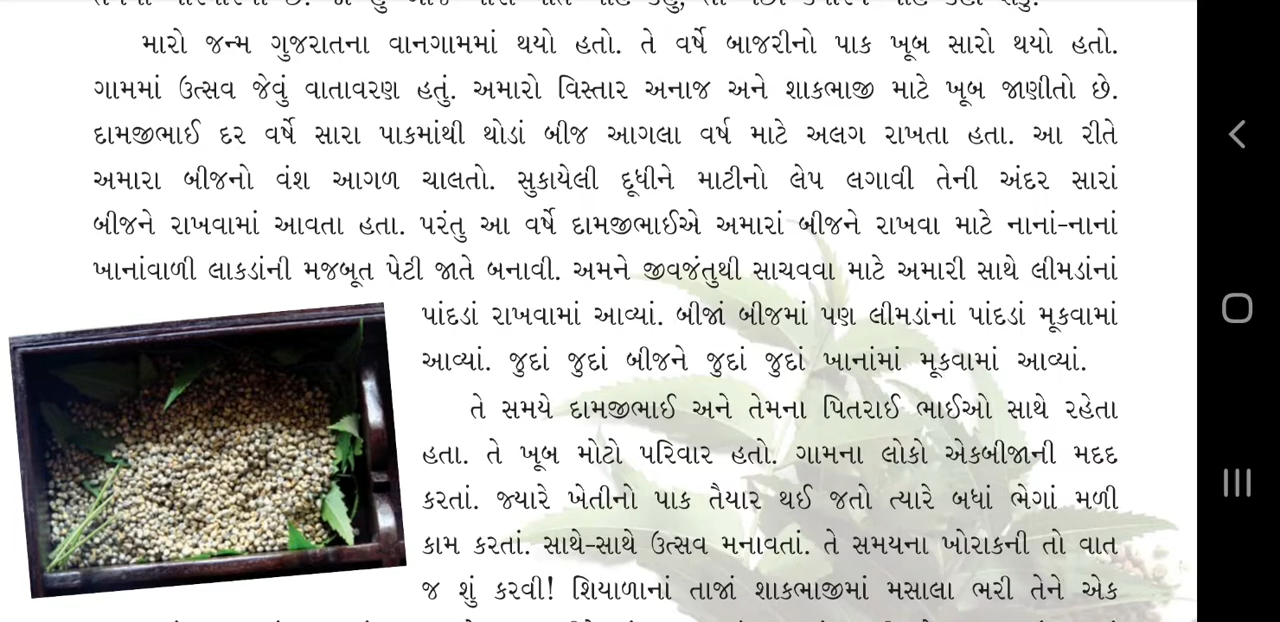 મારો જન્મ ગુજરાતના વાનગામમાં થયો હતો. તે વર્ષે બાજરીનો પાક ખૂબ સારો થયો હતો.
ગામમાં ઉત્સવ જેવું વાતાવરણ હતું. અમારો વિસ્તાર અનાજ અને શાકભાજી માટે ખૂબ જાણીતો છે.
દામજીભાઈ દર વર્ષે સારા પાકમાંથી થોડાં બીજ આગલા વર્ષ માટે અલગ રાખતા હતા. આ રીતે
અમારા બીજનો વંશ આગળ ચાલતો. સુકાયેલી દૂધીને માટીનો લેપ લગાવી તેની અંદર સારાં
બીજને રાખવામાં આવતા હતા. પરંતુ આ વર્ષે દામજીભાઈએ અમારાં બીજને રાખવા માટે નાનાં-નાનાં
ખાનાંવાળી લાકડાંની મજબૂત પેટી જાતે બનાવી. અમને જીવજંતુથી સાચવવા માટે અમારી સાથે લીમડાંનાં
પાંદડાં રાખવામાં આવ્યાં. બીજાં બીજમાં પણ લીમડાંનાં પાંદડાં મૂકવામાં
આવ્યાં. જુદાં જુદાં બીજને જુદાં જુદાં ખાનાંમાં મૂકવામાં આવ્યાં.
તે સમયે દામજીભાઈ અને તેમના પિતરાઈ ભાઈઓ સાથે રહેતા
હતા. તે ખૂબ મોટો પરિવાર હતો. ગામના લોકો એકબીજાની મદદ
કરતાં. જ્યારે ખેતીનો પાક તૈયાર થઈ જતો ત્યારે બધાં ભેગાં મળી
કામ કરતાં. સાથે-સાથે ઉત્સવ મનાવતાં. તે સમયના ખોરાકની તો વાત
જ શું કરવી! શિયાળાનાં તાજાં શાકભાજીમાં મસાલા ભરી તેને એક